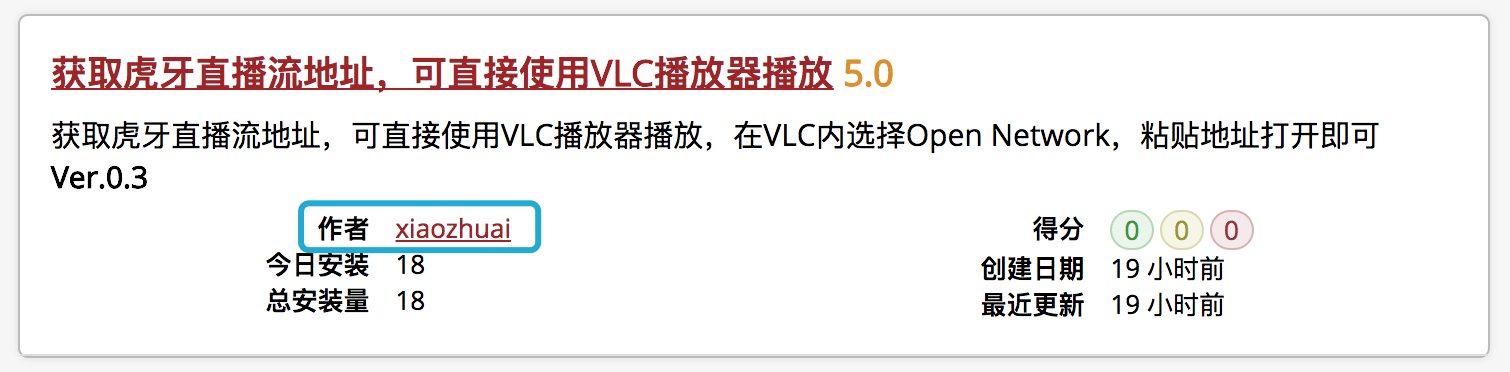 获取虎牙直播流地址，可直接使用VLC播放器播放 5.0
获取虎牙直播流地址，可直接使用VLC播放器播放，在VLC内选择Open Network，粘贴地址打开即可
Ver.0.3
作者 xiaozhuai
今日安装 18
总安装量 18
得分 0 0 0
创建日期 19 小时前
最近更新 19 小时前